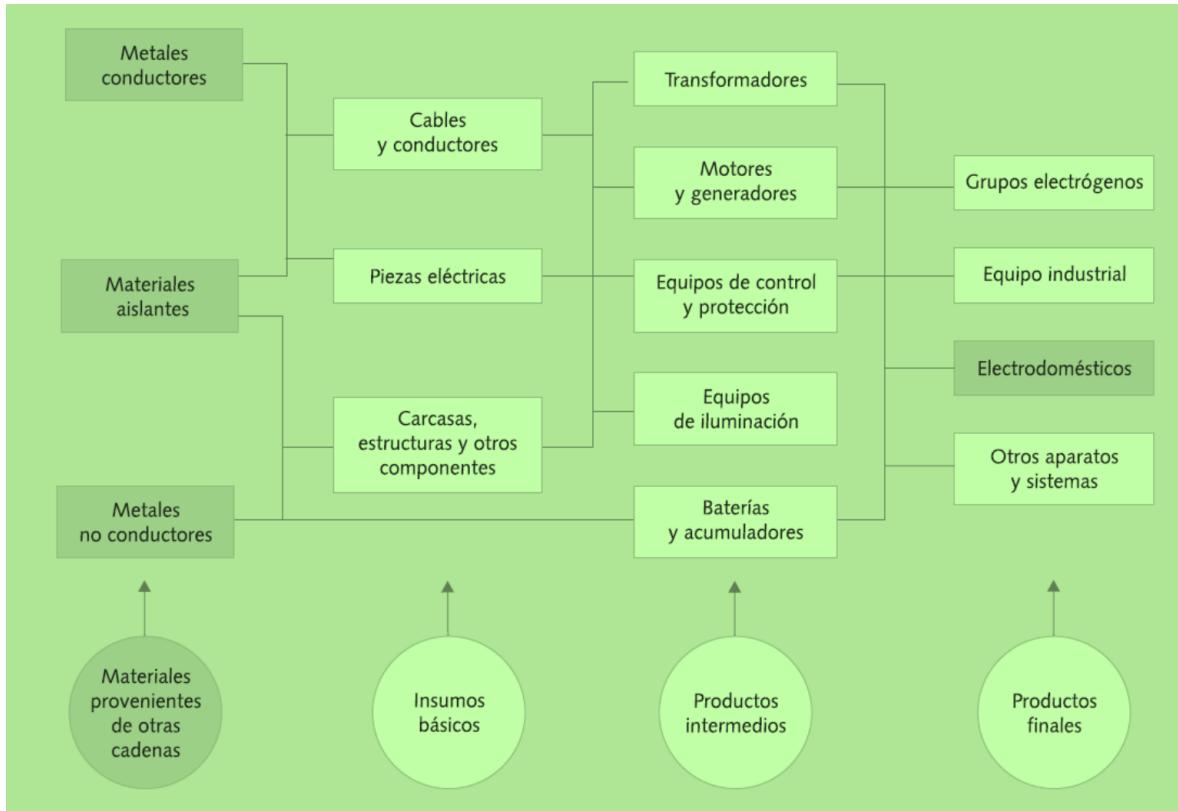 Metales
conductores
Materiales
aislantes
Metales
no conductores
Cables
y conductores
Piezas eléctricas
Carcasas,
estructuras y otros
componentes
Transformadores
Motores
y generadores
Equipos de control
y protección
Equipos
de iluminación
Baterías
y acumuladores
Grupos electrógenos
Equipo industrial
Electrodomésticos
Otros aparatos
y sistemas
Materiales
provenientes
de otras
cadenas
Insumos
básicos
Productos
intermedios
Productos
finales